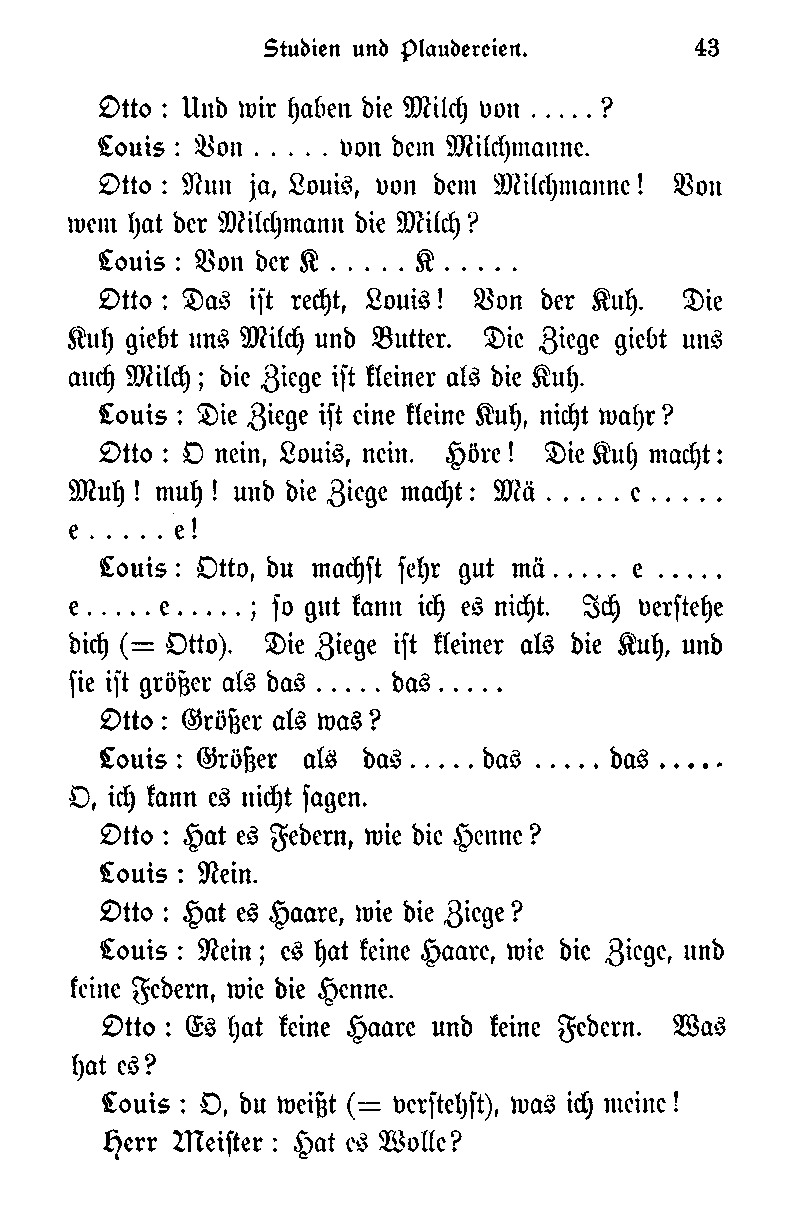 Studien und Plaudereien. 43
Otto : Und wir haben die Milch von . . . . . ?
Louis : Von . . . . . von dem Milchmanne.
Otto : Nun ja, Louis, von dem Milchmanne! Von
wem hat der Milchmann die Milch?
Louis : Von der K . . . . . K . . . . .
Otto : Das ist recht, Louis! Von der Kuh. Die
Kuh giebt uns Milch und Butter. Die Ziege giebt uns
auch Milch; die Ziege ist kleiner als die Kuh.
Louis : Die Ziege ist eine kleine Kuh, nicht wahr?
Otto : O nein, Louis, nein. Höre! Die Kuh macht:
Muh! muh! und die Ziege macht: Mä . . . . . e . . . . .
e . . . . . e!
Louis : Otto, du machst sehr gut mä . . . . . e . . . . .
e . . . . . e . . . . . ; so gut kann ich es nicht. Ich verstehe
dich (= Otto). Die Ziege ist kleiner als die Kuh, und
sie ist größer als das . . . . . das . . . . .
Otto : Größer als was?
Louis : Größer als das . . . . . das . . . . . das . . . . .
O, ich kann es nicht sagen.
Otto : Hat es Federn, wie die Henne?
Louis : Nein.
Otto : Hat es Haare, wie die Ziege?
Louis : Nein; es hat keine Haare, wie die Ziege, und
keine Federn, wie die Henne.
Otto : Es hat keine Haare und keine Federn. Was
hat es?
Louis : O, du weißt (= verstehst), was ich meine!
Herr Meister : Hat es Wolle?